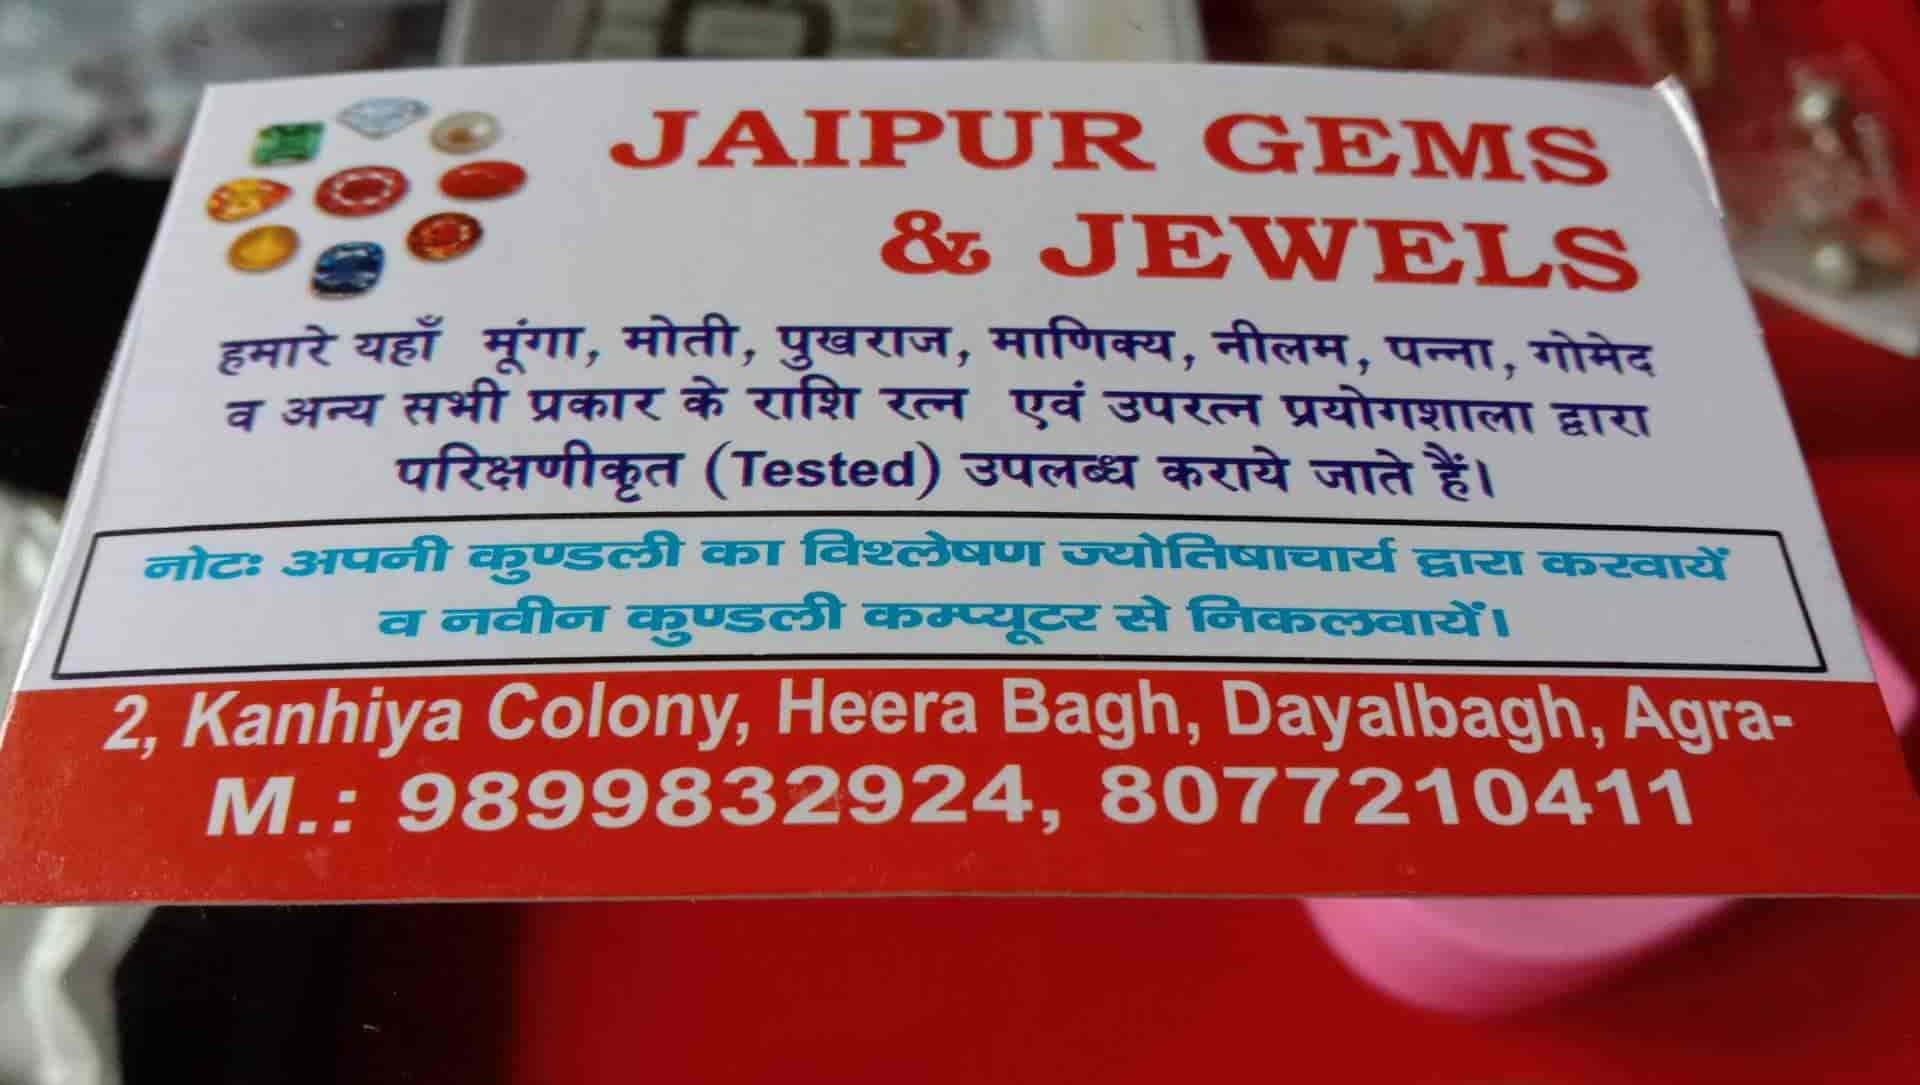 JAIPUR GEMS
& JEWELS
हमारे यहाँ मूंगा, मोती, पुखराज, माणिक्य, नीलम, पन्ना, गोमेद
व अन्य सभी प्रकार के राशि रत्न एवं उपरत्न प्रयोगशाला द्वारा
परिक्षणीकृत (Tested) उपलब्ध कराये जाते हैं।
नोटः अपनी कुण्डली का विश्लेषण ज्योतिषाचार्य द्वारा करवायें
व नवीन कुण्डली कम्प्यूटर से निकलवायें।
2, Kanhiya Colony, Heera Bagh, Dayalbagh, Agra-
M.: 9899832924, 8077210411